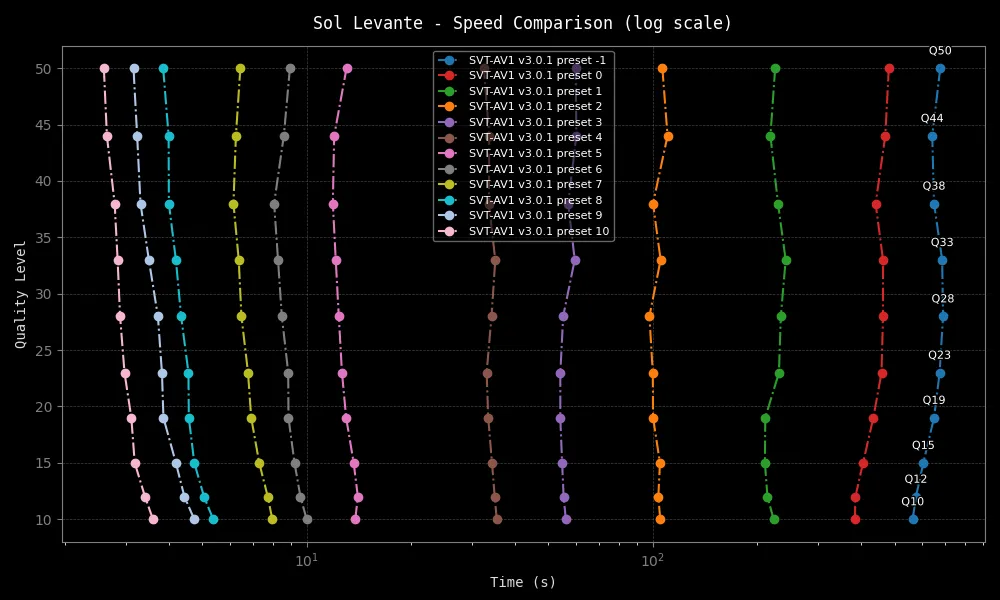 Sol Levante - Speed Comparison (log scale)
SVT-AV1 v3.0.1 preset -1
SVT-AV1 v3.0.1 preset 0
SVT-AV1 v3.0.1 preset 1
SVT-AV1 v3.0.1 preset 2
SVT-AV1 v3.0.1 preset 3
SVT-AV1 v3.0.1 preset 4
SVT-AV1 v3.0.1 preset 5
SVT-AV1 v3.0.1 preset 6
SVT-AV1 v3.0.1 preset 7
SVT-AV1 v3.0.1 preset 8
SVT-AV1 v3.0.1 preset 9
SVT-AV1 v3.0.1 preset 10
Q50
Q44
Q38
Q33
Q28
Q23
Q19
Q15
Q12
Q10
Quality Level
50
45
40
35
30
25
20
15
10
10¹
10²
Time (s)